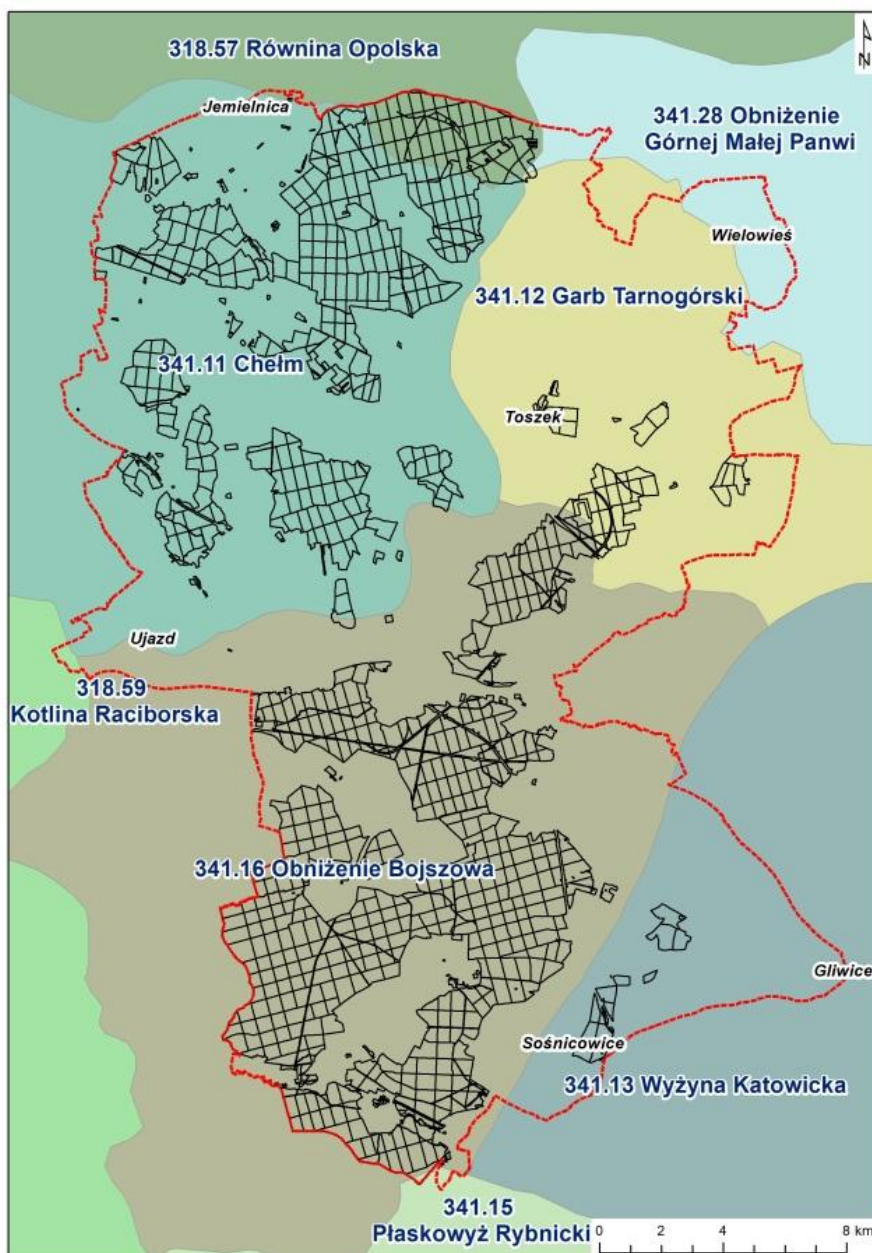 318.57 Równina Opolska
N
Jemielnica
341.28 Obniżenie
Górnej Małej Panwi
Wielowieś
341.12 Garb Tarnogórski
341.11 Chełm
Toszek
Ujazd
318.59
Kotlina Raciborska
341.16 Obniżenie Bojszowa
Gliwice
Sośnicowice
341.13 Wyżyna Katowicka
341.15
Płaskowyż Rybnicki
0 2 4 8 km